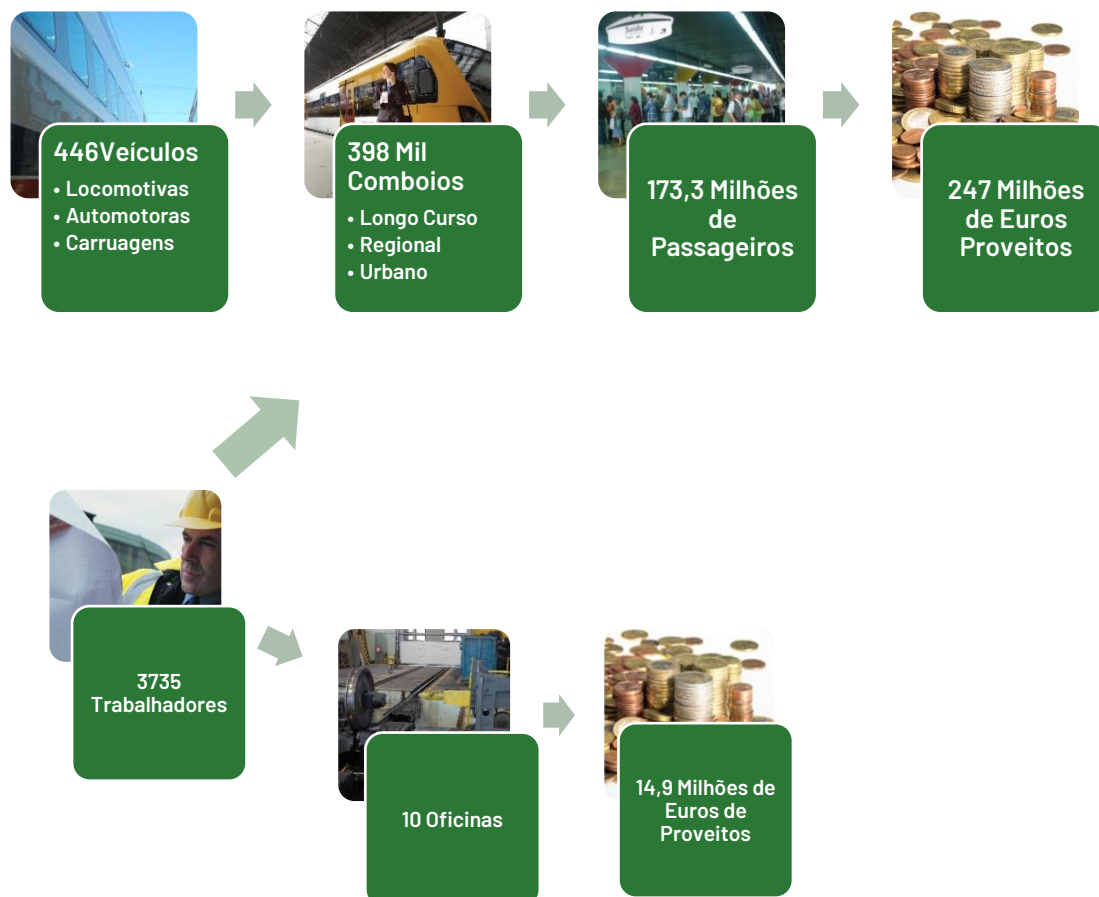 Saída
446Veículos
• Locomotivas
• Automotoras
• Carruagens
398 Mil
Comboios
• Longo Curso
• Regional
• Urbano
173,3 Milhões
de
Passageiros
247 Milhões
de Euros
Proveitos
3735
Trabalhadores
10 Oficinas
14,9 Milhões de
Euros de
Proveitos